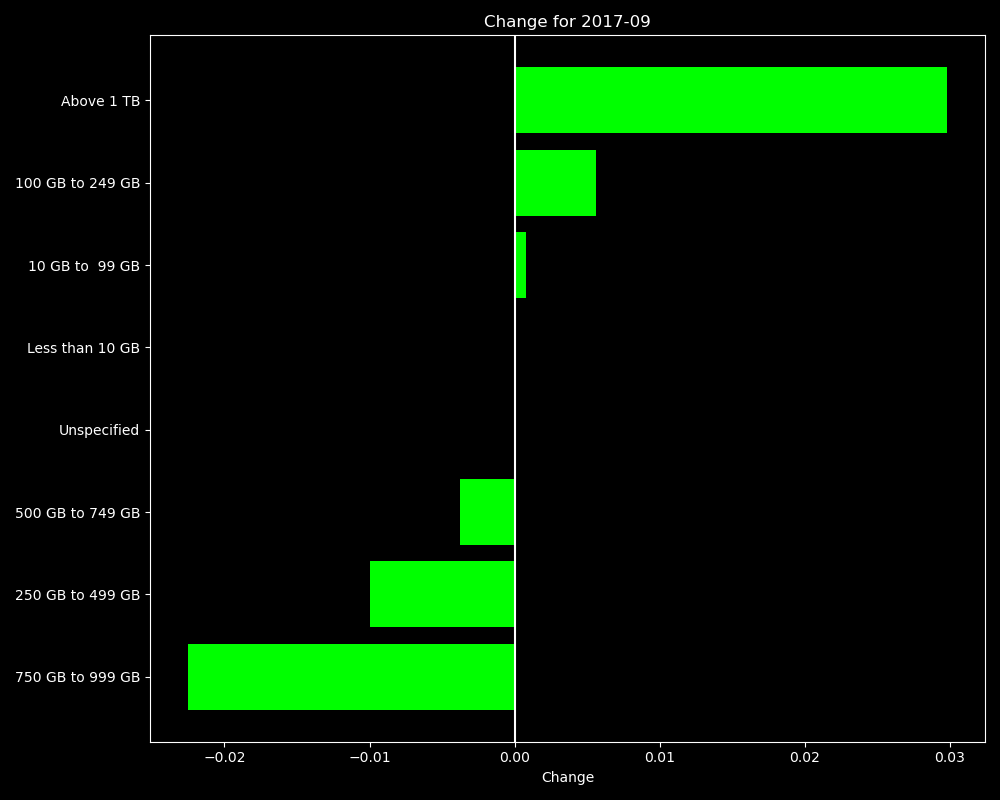 Change for 2017-09
Above 1 TB
100 GB to 249 GB
10 GB to  99 GB
Less than 10 GB
Unspecified
500 GB to 749 GB
250 GB to 499 GB
750 GB to 999 GB
−0.02 −0.01 0.00 0.01 0.02 0.03
Change